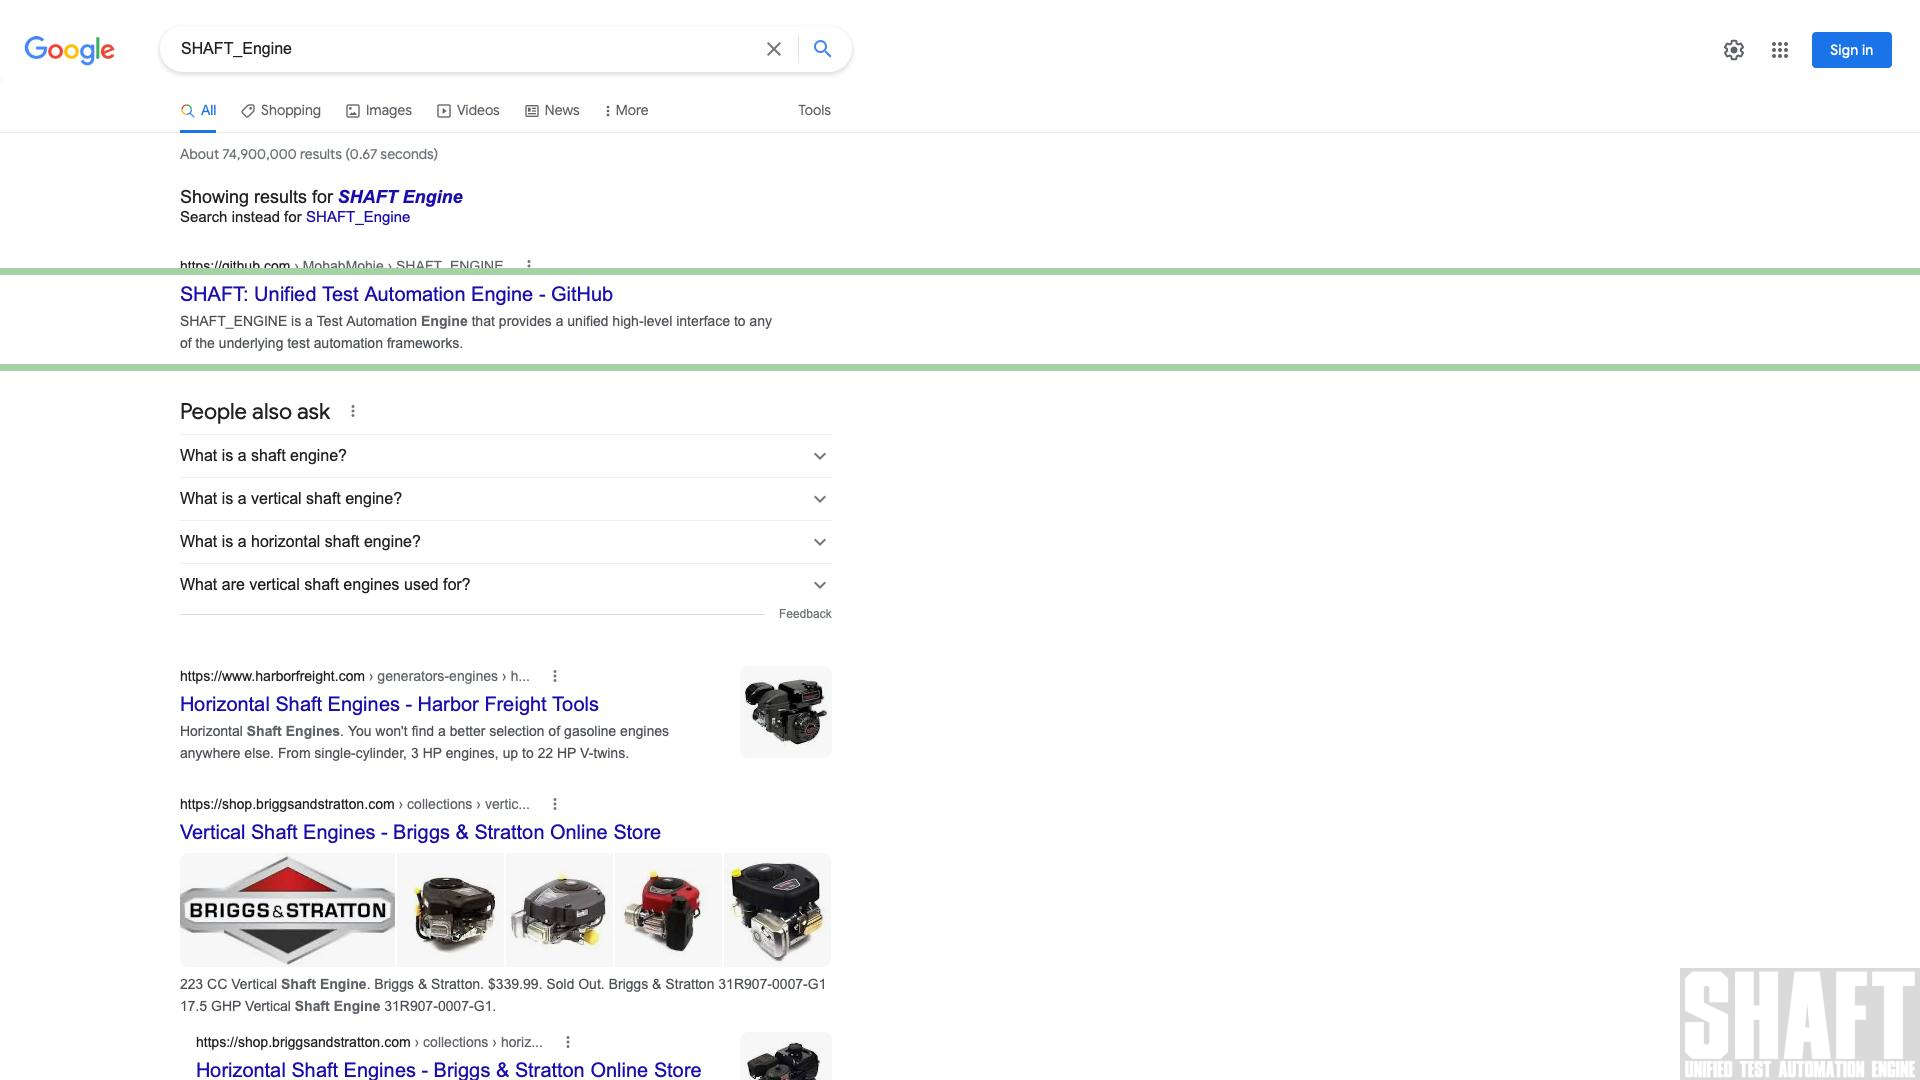 Google
SHAFT_Engine
Sign in
All
Shopping
Images
Videos
News
More
Tools
About 74,900,000 results (0.67 seconds)
Showing results for SHAFT Engine
Search instead for SHAFT_Engine
https://github.com › MohabMohie › SHAFT_ENGINE
SHAFT: Unified Test Automation Engine - GitHub
SHAFT_ENGINE is a Test Automation Engine that provides a unified high-level interface to any
of the underlying test automation frameworks.
People also ask
What is a shaft engine?
What is a vertical shaft engine?
What is a horizontal shaft engine?
What are vertical shaft engines used for?
Feedback
https://www.harborfreight.com › generators-engines › h...
Horizontal Shaft Engines - Harbor Freight Tools
Horizontal Shaft Engines. You won't find a better selection of gasoline engines
anywhere else. From single-cylinder, 3 HP engines, up to 22 HP V-twins.
https://shop.briggsandstratton.com › collections › vertic...
Vertical Shaft Engines - Briggs & Stratton Online Store
BRIGGS & STRATTON
223 CC Vertical Shaft Engine. Briggs & Stratton. $339.99. Sold Out. Briggs & Stratton 31R907-0007-G1
17.5 GHP Vertical Shaft Engine 31R907-0007-G1.
https://shop.briggsandstratton.com › collections › horiz...
Horizontal Shaft Engines - Briggs & Stratton Online Store
SHAFT
UNIFIED TEST AUTOMATION ENGINE